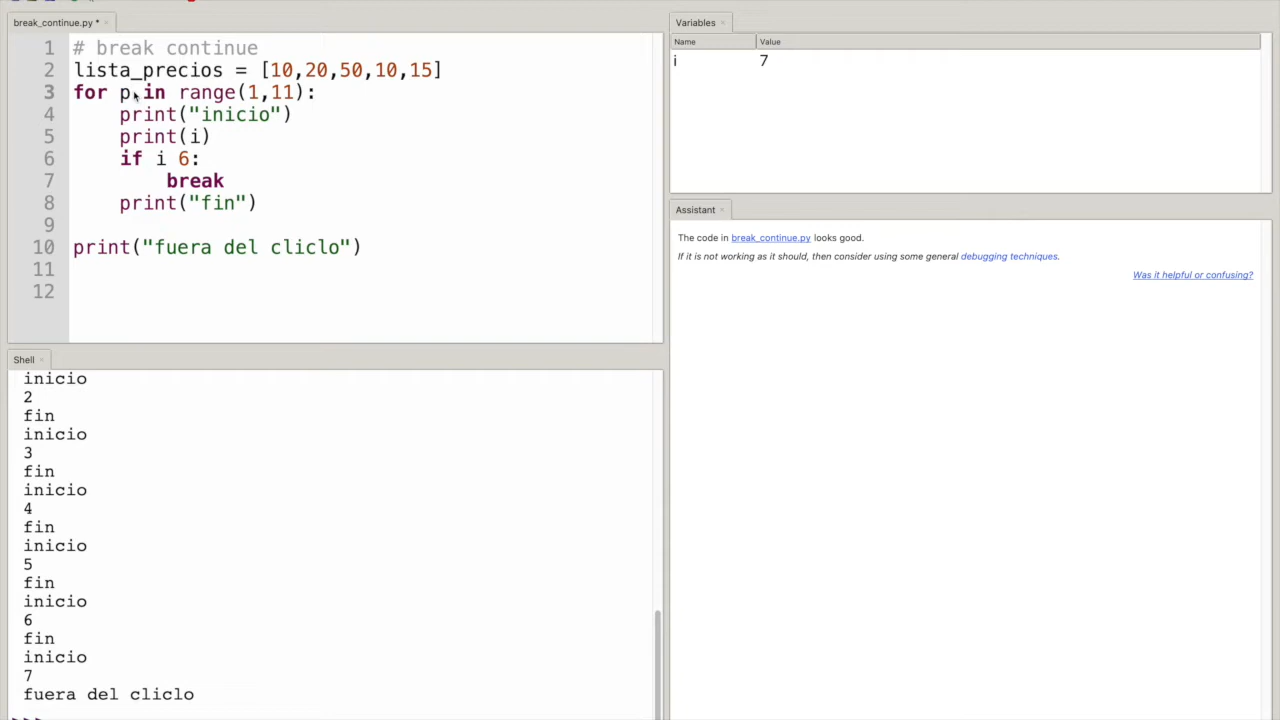 break_continue.py *
1 # break continue
2 lista_precios = [10,20,50,10,15]
3 for p in range(1,11):
4 print("inicio")
5 print(i)
6 if i 6:
7 break
8 print("fin")
9
10 print("fuera del cliclo")
11
12
Shell
inicio
2
fin
inicio
3
fin
inicio
4
fin
inicio
5
fin
inicio
6
fin
inicio
7
fuera del cliclo
>>>
Variables
Name Value
i 7
Assistant
The code in break_continue.py looks good.
If it is not working as it should, then consider using some general debugging techniques.
Was it helpful or confusing?